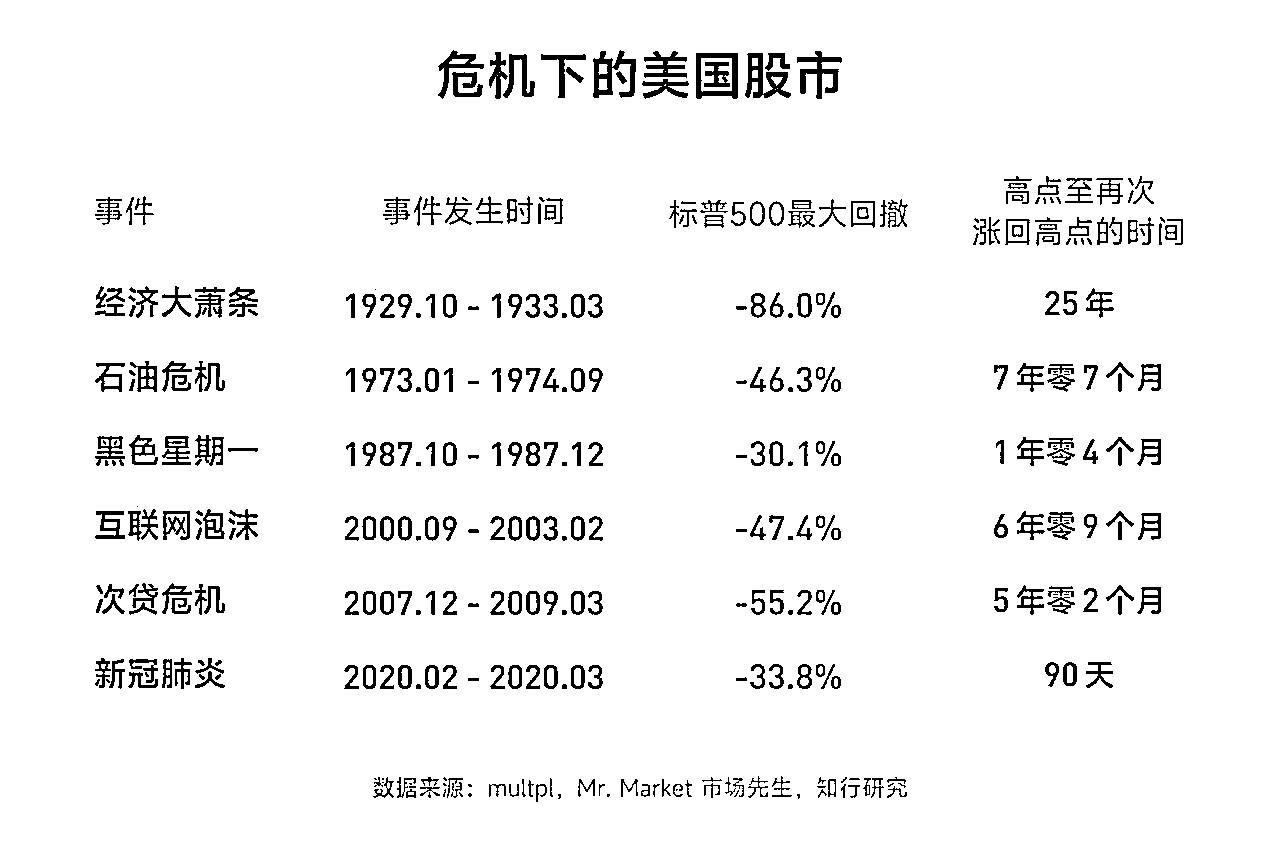 危机下的美国股市
事件 事件发生时间 标普500最大回撤 高点至再次
涨回高点的时间
经济大萧条 1929.10 - 1933.03 -86.0% 25 年
石油危机 1973.01 - 1974.09 -46.3% 7 年零 7 个月
黑色星期一 1987.10 - 1987.12 -30.1% 1 年零 4 个月
互联网泡沫 2000.09 - 2003.02 -47.4% 6 年零 9 个月
次贷危机 2007.12 - 2009.03 -55.2% 5 年零 2 个月
新冠肺炎 2020.02 - 2020.03 -33.8% 90 天
数据来源：multpl，Mr. Market 市场先生，知行研究